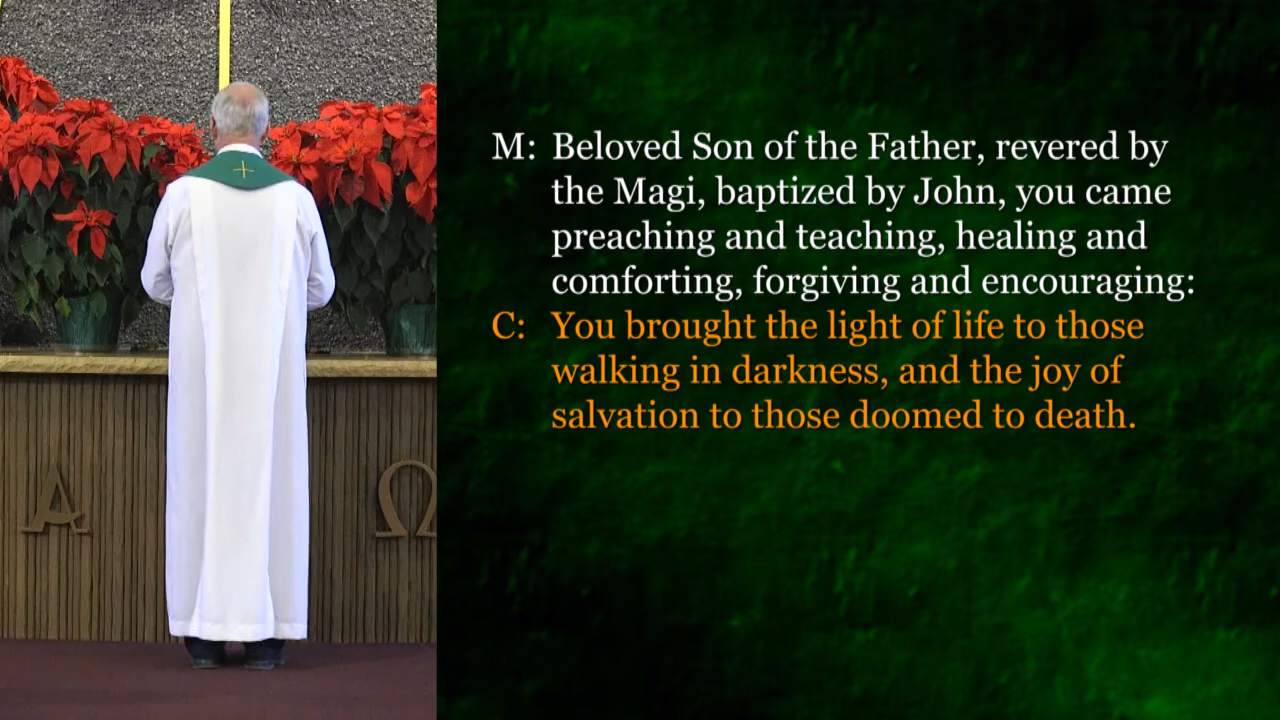 M: Beloved Son of the Father, revered by
the Magi, baptized by John, you came
preaching and teaching, healing and
comforting, forgiving and encouraging:
C: You brought the light of life to those
walking in darkness, and the joy of
salvation to those doomed to death.
Α Ω